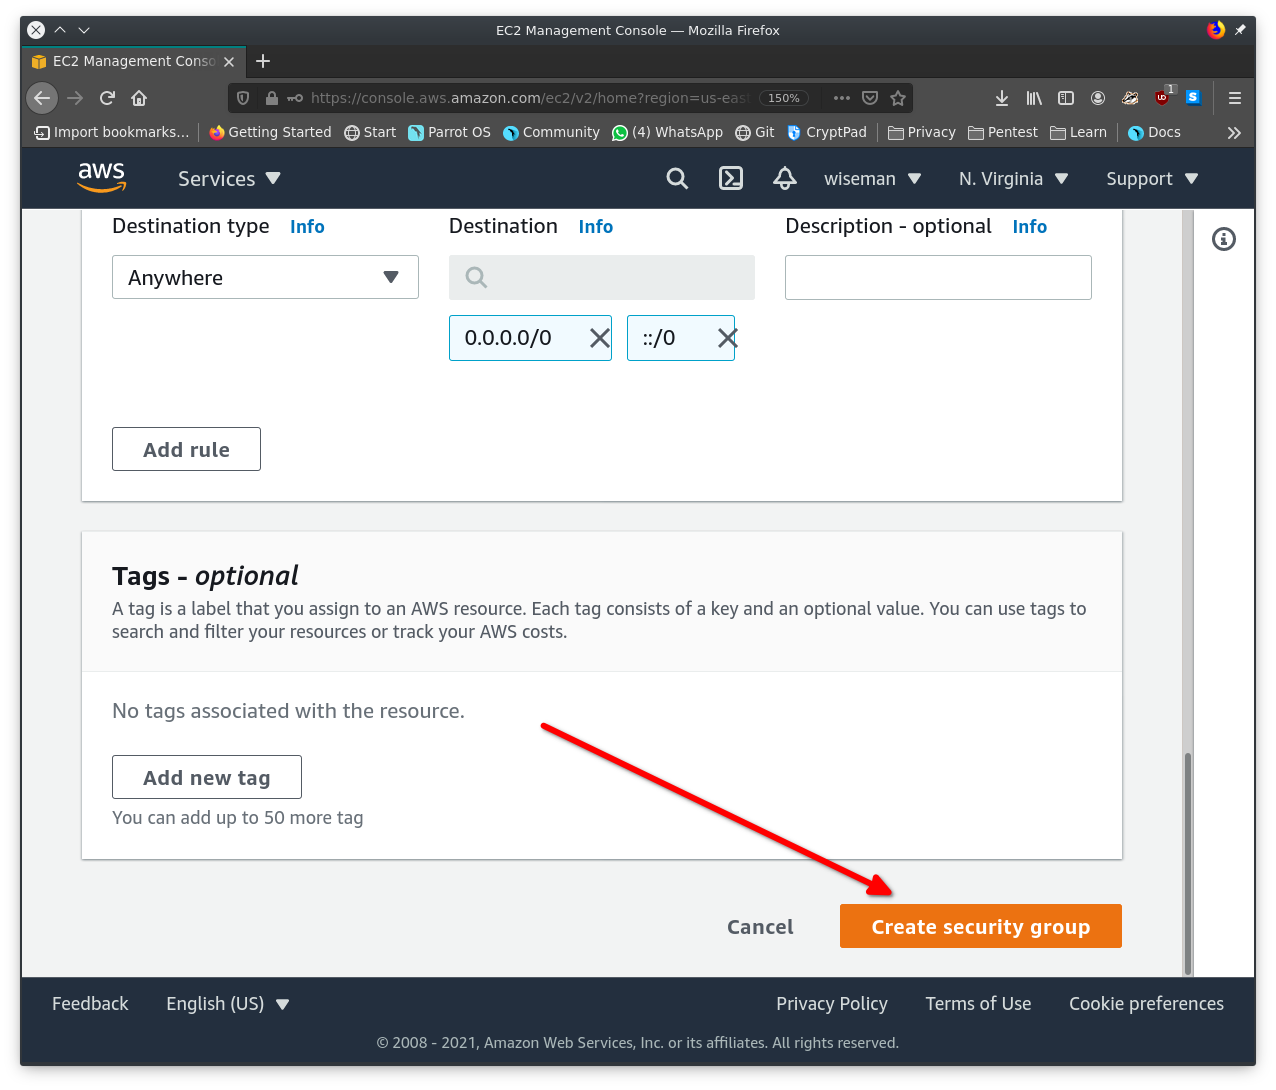 EC2 Management Console — Mozilla Firefox
EC2 Management Conso
https://console.aws.amazon.com/ec2/v2/home?region=us-eas 150% 1
Import bookmarks... Getting Started Start Parrot OS Community (4) WhatsApp Git CryptPad Privacy Pentest Learn Docs
aws Services wiseman N. Virginia Support
Destination type Info Destination Info Description - optional Info
Anywhere
0.0.0.0/0 ::/0
Add rule
Tags - optional
A tag is a label that you assign to an AWS resource. Each tag consists of a key and an optional value. You can use tags to
search and filter your resources or track your AWS costs.
No tags associated with the resource.
Add new tag
You can add up to 50 more tag
Cancel Create security group
Feedback English (US) Privacy Policy Terms of Use Cookie preferences
© 2008 - 2021, Amazon Web Services, Inc. or its affiliates. All rights reserved.